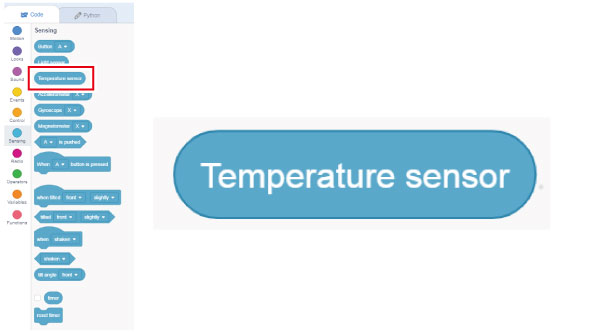 Code
Python
Motion
Looks
Sound
Events
Control
Sensing
Radio
Operators
Variables
Functions
Sensing
Button A
Temperature sensor
Gyroscope X
Magnetometer X
A is pushed
When A button is pressed
when tilted front slightly
tilted front slightly
when shaken
shaken
tilt angle front
timer
reset timer
Temperature sensor